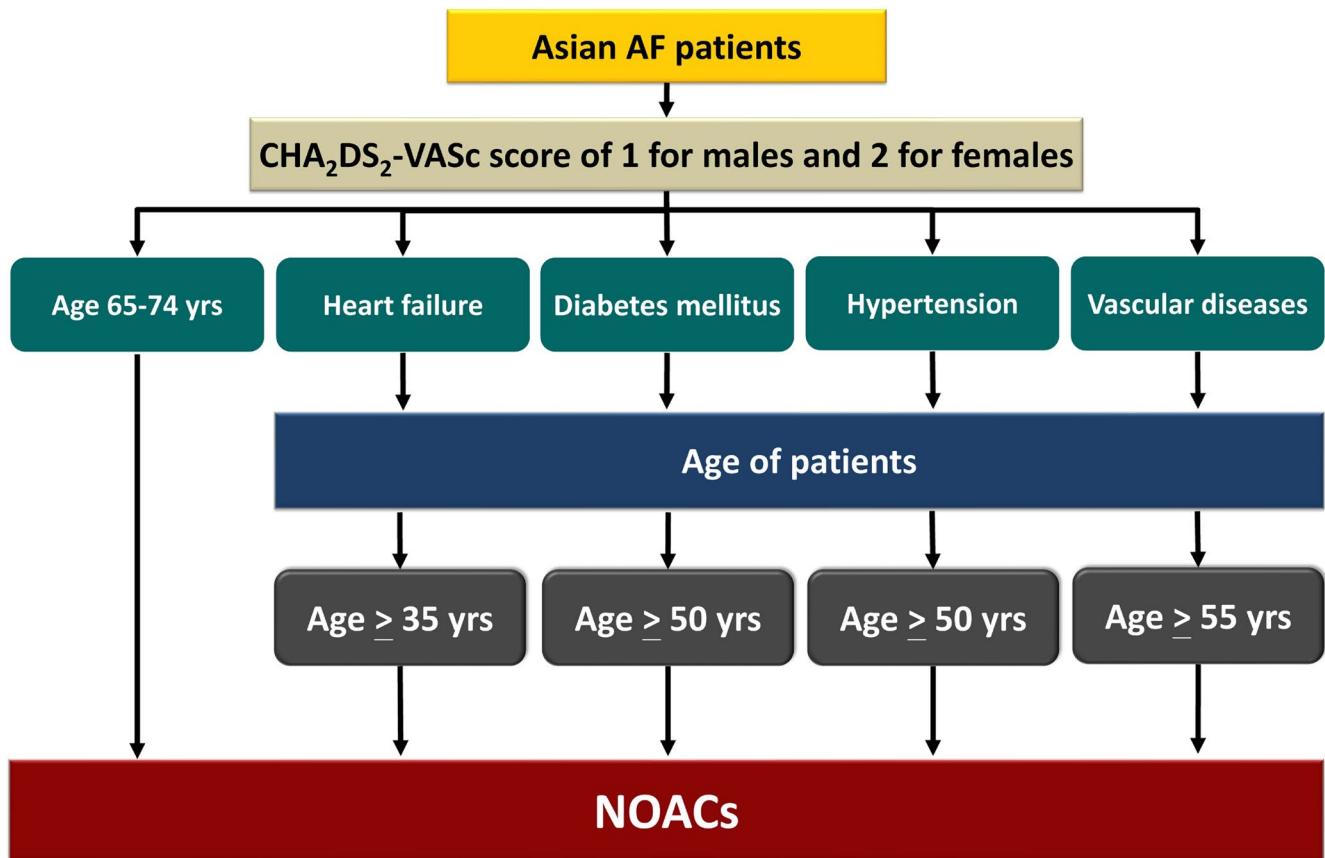 Asian AF patients
CHA₂DS₂-VASc score of 1 for males and 2 for females
Age 65-74 yrs
Heart failure
Diabetes mellitus
Hypertension
Vascular diseases
Age of patients
Age ≥ 35 yrs
Age ≥ 50 yrs
Age ≥ 50 yrs
Age ≥ 55 yrs
NOACs